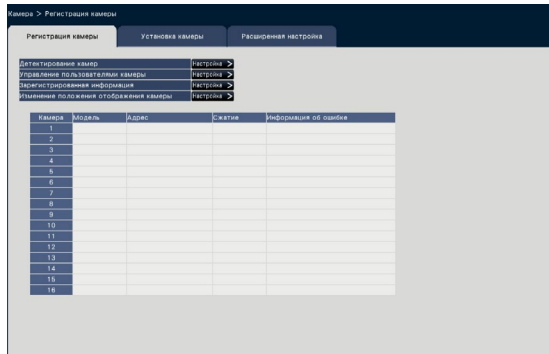 Камера > Регистрация камеры
Регистрация камеры Установка камеры Расширенная настройка
Детектирование камер Настройка >
Управление пользователями камеры Настройка >
Зарегистрированная информация Настройка >
Изменение положения отображения камеры Настройка >
Камера Модель Адрес Сжатие Информация об ошибке
1
2
3
4
5
6
7
8
9
10
11
12
13
14
15
16